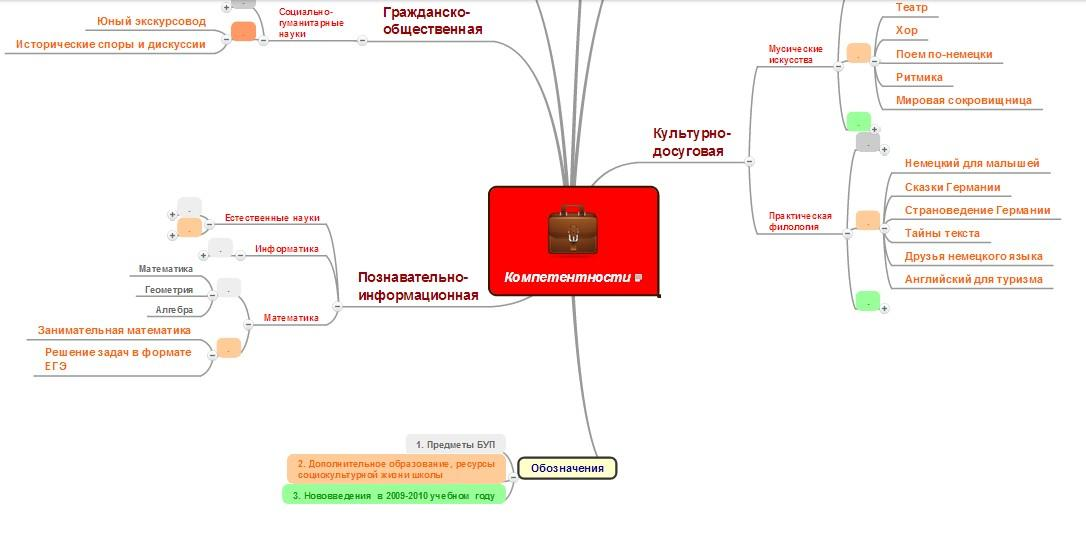 Юный экскурсовод
Исторические споры и дискуссии
Социально-
гуманитарные
науки
Гражданско-
общественная
Естественные науки
Информатика
Математика
Геометрия
Алгебра
Занимательная математика
Решение задач в формате
ЕГЭ
Математика
Познавательно-
информационная
Компетентности
Культурно-
досуговая
Мусические
искусства
Театр
Хор
Поем по-немецки
Ритмика
Мировая сокровищница
Практическая
филология
Немецкий для малышей
Сказки Германии
Страноведение Германии
Тайны текста
Друзья немецкого языка
Английский для туризма
1. Предметы БУП
2. Дополнительное образование, ресурсы
социокультурной жизни школы
3. Нововведения в 2009-2010 учебном году
Обозначения